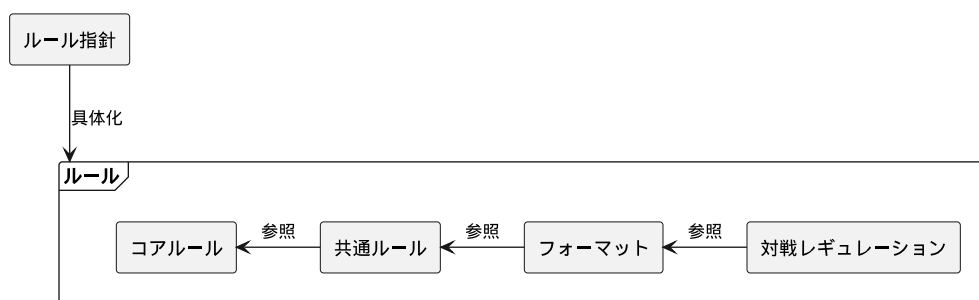 ルール指針
具体化
ルール
コアルール
参照
共通ルール
参照
フォーマット
参照
対戦レギュレーション